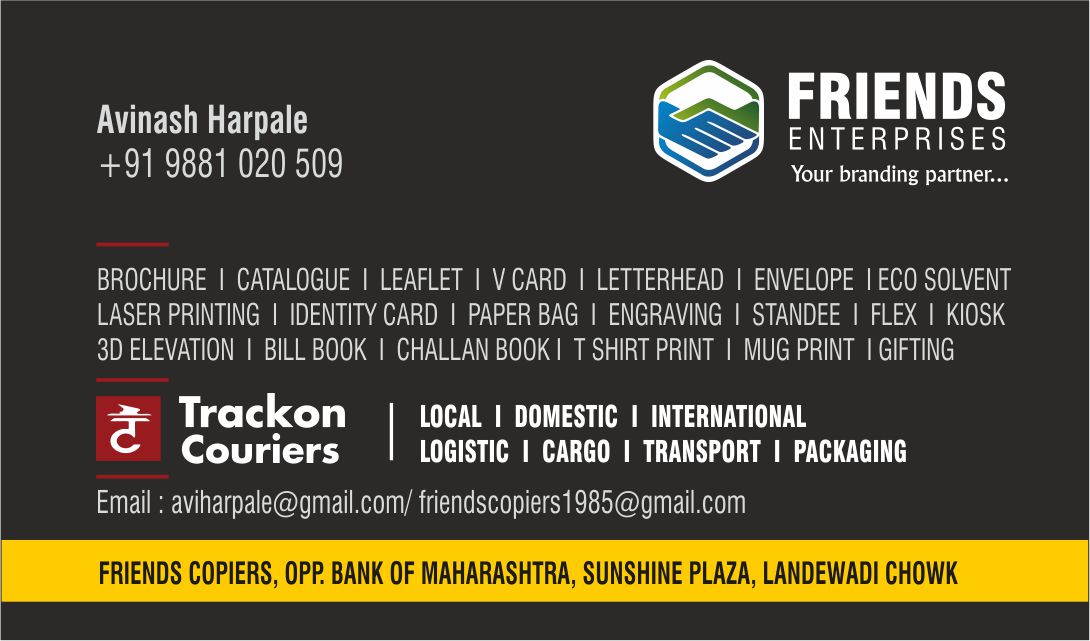 Avinash Harpale
+91 9881 020 509
FRIENDS
ENTERPRISES
Your branding partner...
BROCHURE I CATALOGUE I LEAFLET I V CARD I LETTERHEAD I ENVELOPE I ECO SOLVENT
LASER PRINTING I IDENTITY CARD I PAPER BAG I ENGRAVING I STANDEE I FLEX I KIOSK
3D ELEVATION I BILL BOOK I CHALLAN BOOK I T SHIRT PRINT I MUG PRINT I GIFTING
Trackon
Couriers
LOCAL I DOMESTIC I INTERNATIONAL
LOGISTIC I CARGO I TRANSPORT I PACKAGING
Email : aviharpale@gmail.com/ friendscopiers1985@gmail.com
FRIENDS COPIERS, OPP. BANK OF MAHARASHTRA, SUNSHINE PLAZA, LANDEWADI CHOWK